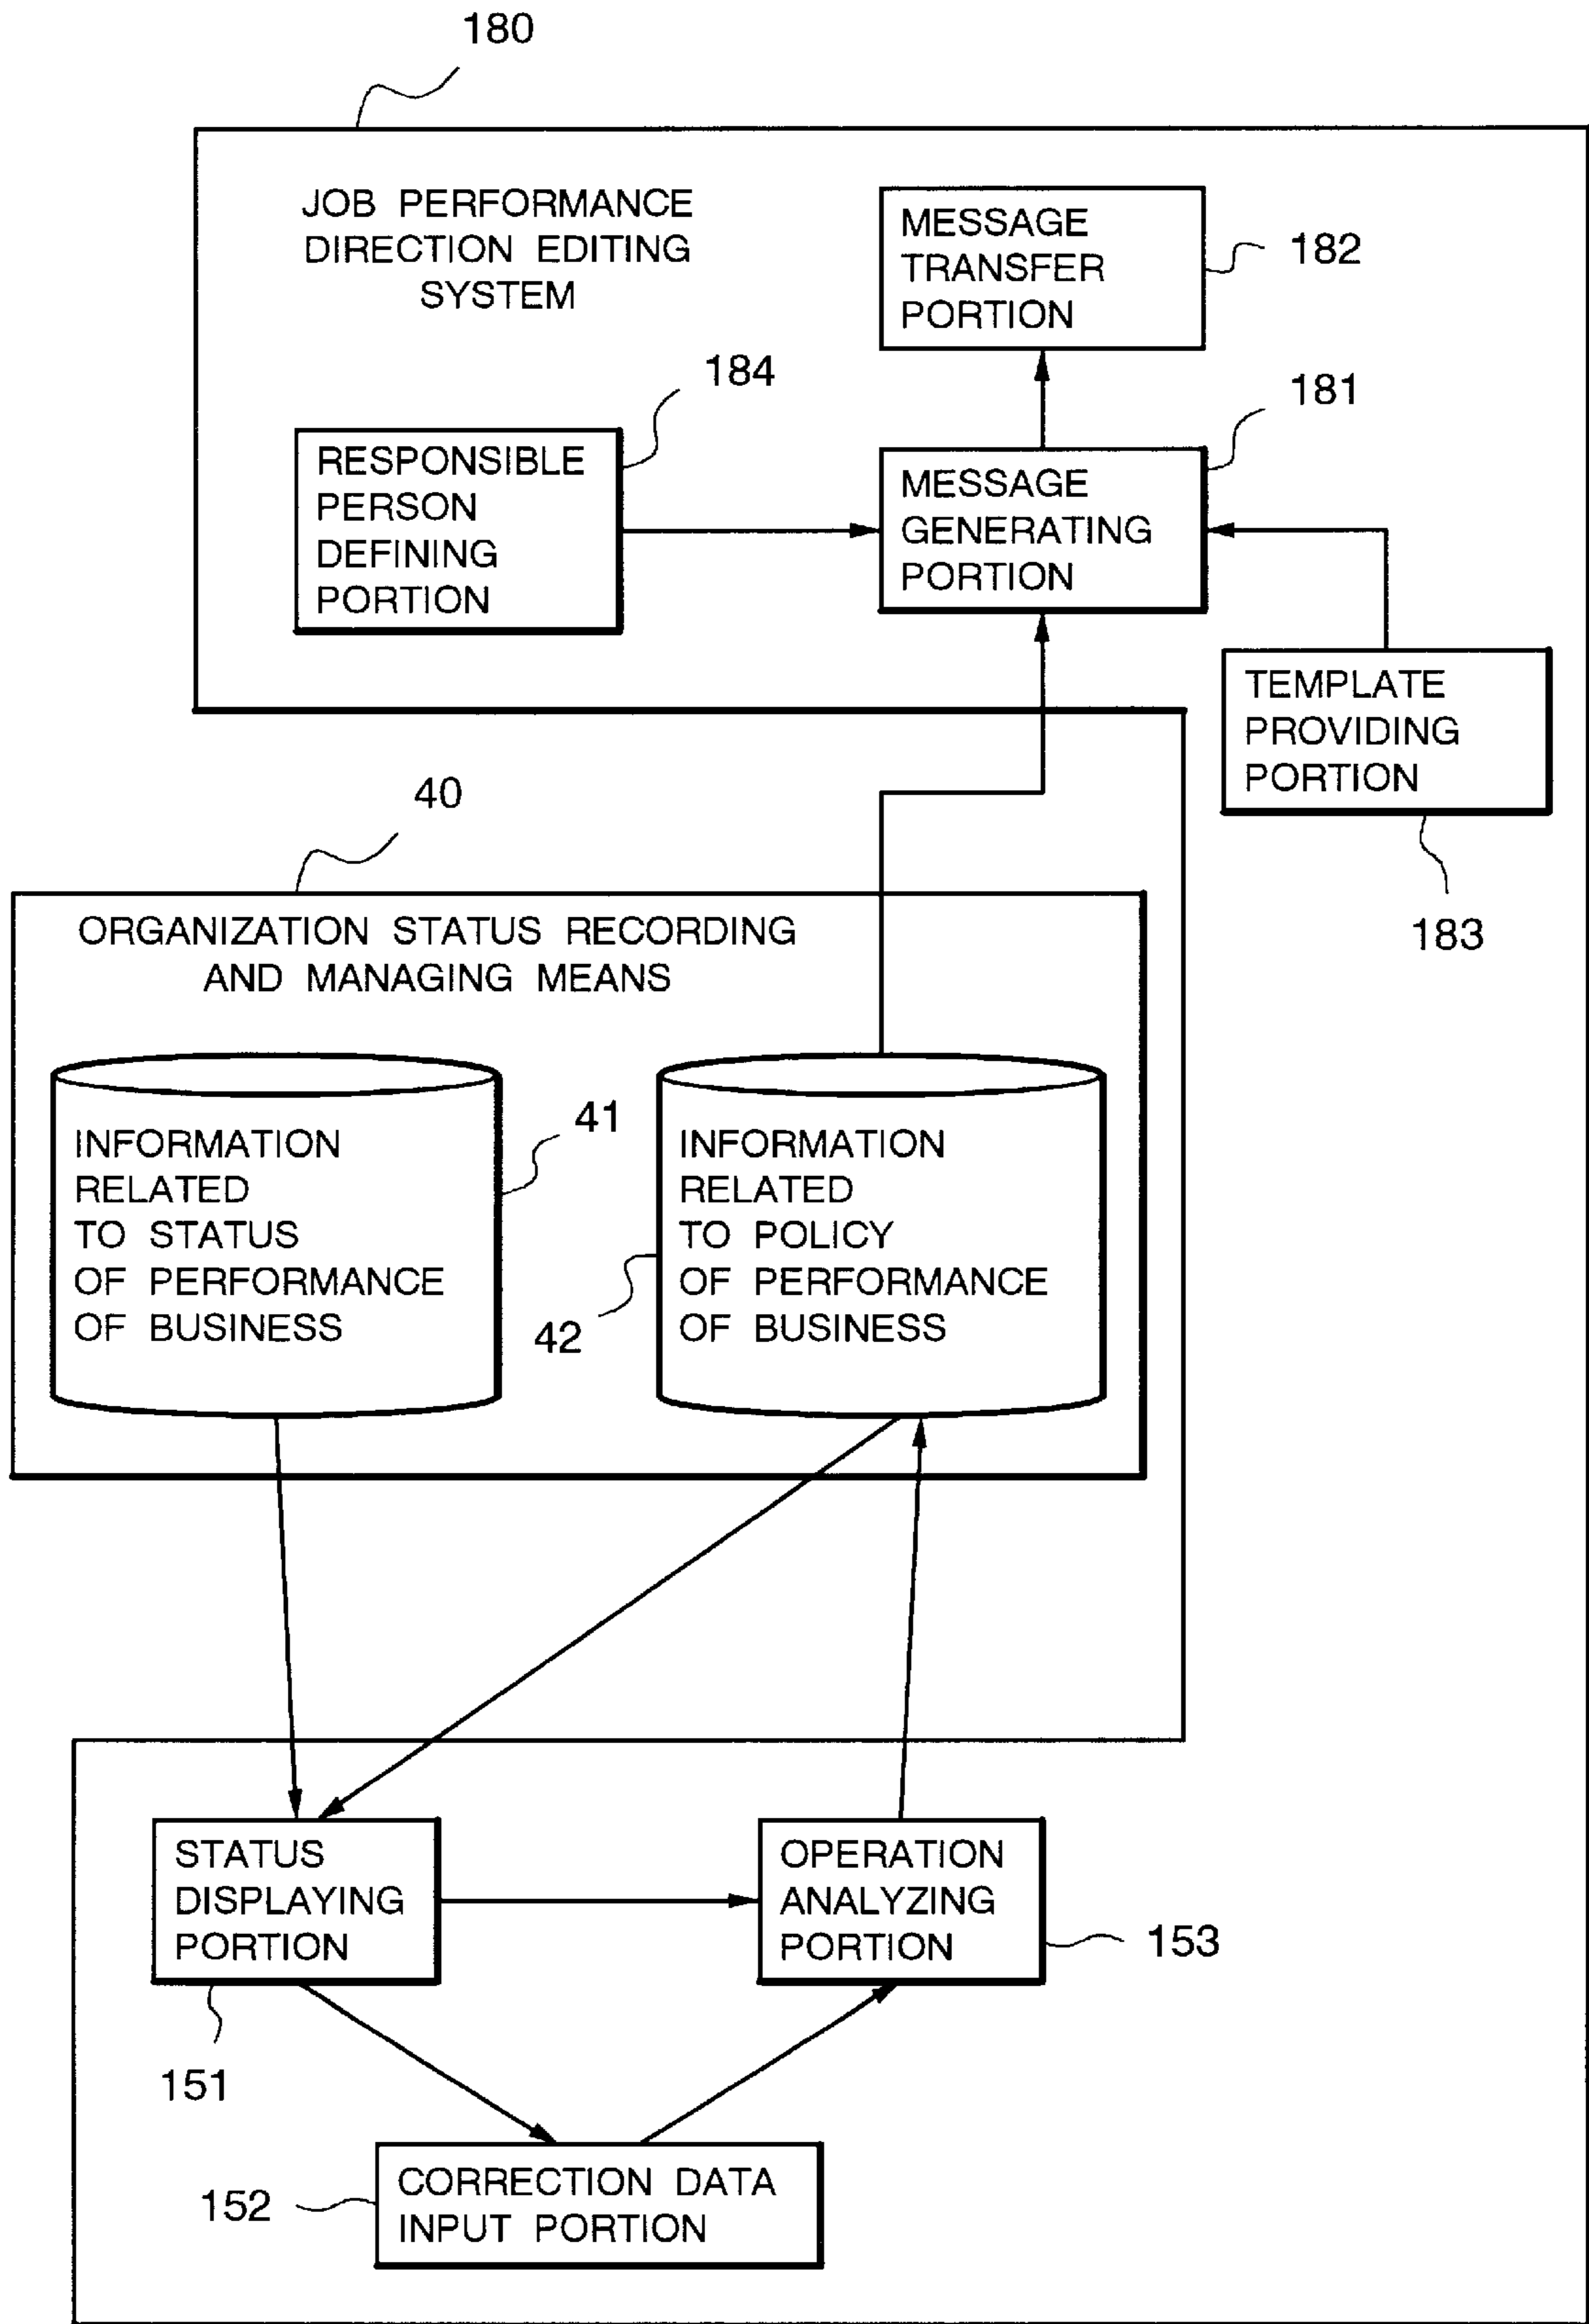 180
JOB PERFORMANCE
DIRECTION EDITING
SYSTEM
MESSAGE
TRANSFER
PORTION
182
184
181
RESPONSIBLE
PERSON
DEFINING
PORTION
MESSAGE
GENERATING
PORTION
TEMPLATE
PROVIDING
PORTION
183
40
ORGANIZATION STATUS RECORDING
AND MANAGING MEANS
INFORMATION
RELATED
TO STATUS
OF PERFORMANCE
OF BUSINESS
41
INFORMATION
RELATED
TO POLICY
OF PERFORMANCE
OF BUSINESS
42
STATUS
DISPLAYING
PORTION
151
OPERATION
ANALYZING
PORTION
153
152
CORRECTION DATA
INPUT PORTION